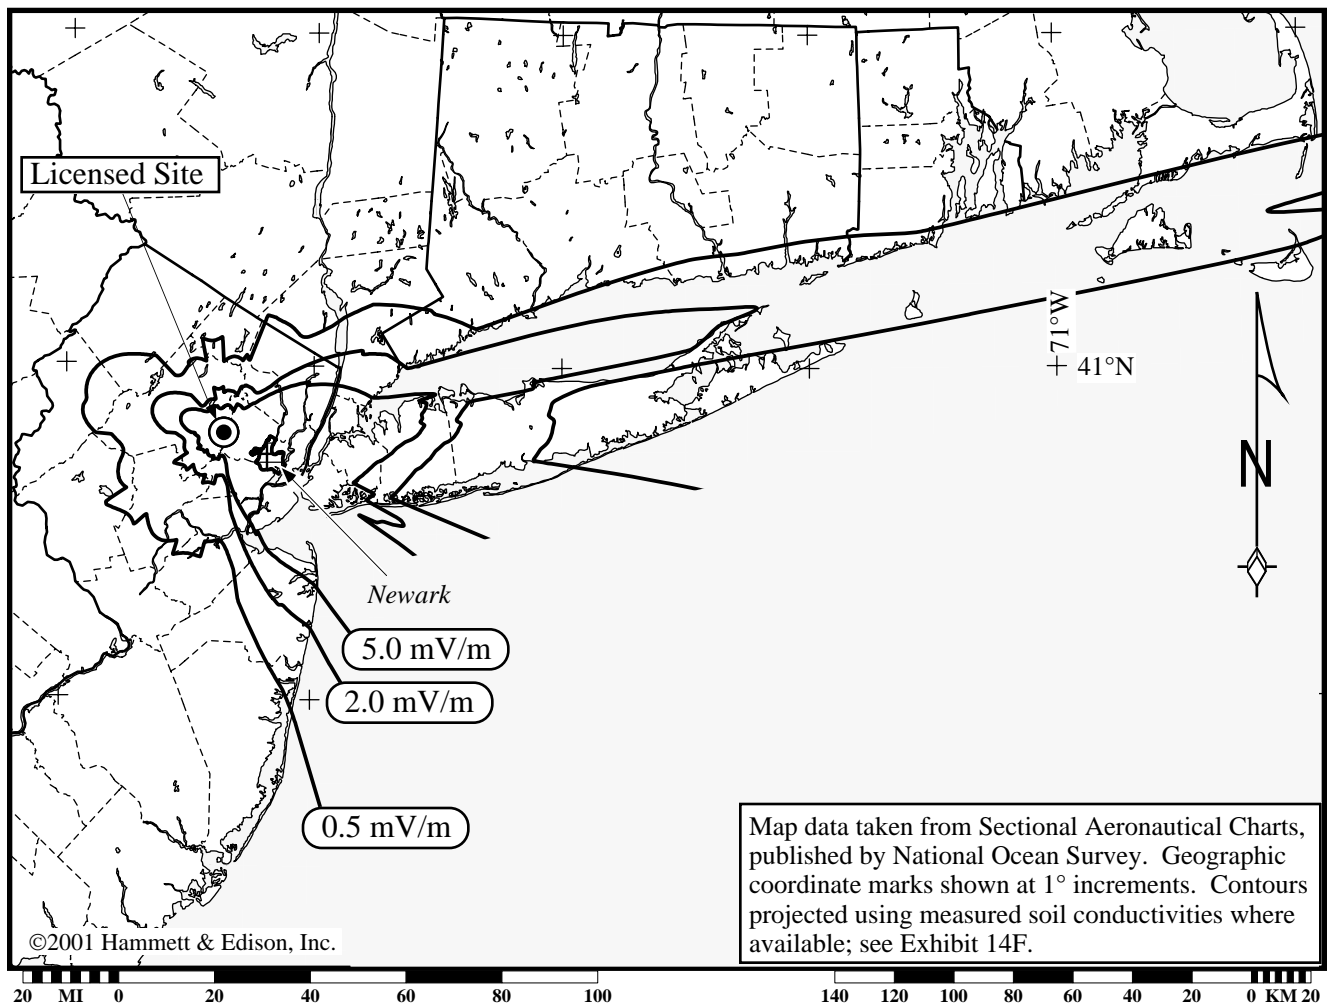 Licensed Site
71°W
41°N
N
Newark
5.0 mV/m
2.0 mV/m
0.5 mV/m
Map data taken from Sectional Aeronautical Charts,
published by National Ocean Survey.  Geographic
coordinate marks shown at 1° increments.  Contours
projected using measured soil conductivities where
available; see Exhibit 14F.
©2001 Hammett & Edison, Inc.
20 MI 0 20 40 60 80 100 140 120 100 80 60 40 20 0 KM 20